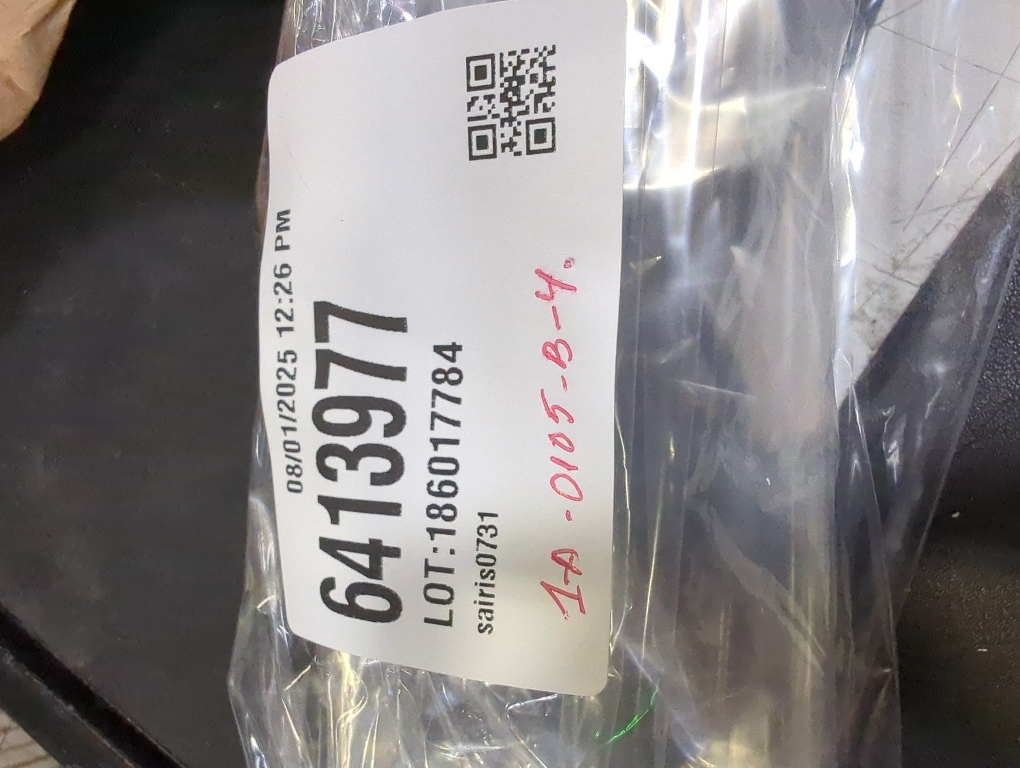 08/01/2025 12:26 PM
6413977
LOT:186017784
sairis0731
1A-0105-B-4.